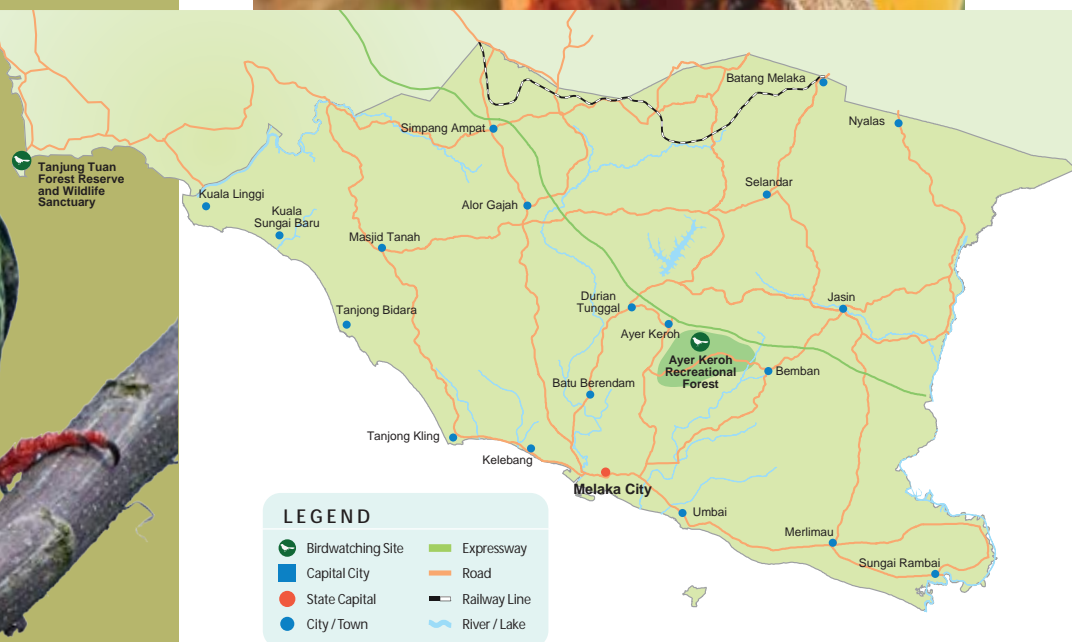 Batang Melaka
Nyalas
Simpang Ampat
Tanjung Tuan
Forest Reserve
and Wildlife
Sanctuary
Kuala Linggi
Kuala
Sungai Baru
Alor Gajah
Selandar
Masjid Tanah
Tanjong Bidara
Durian
Tunggal
Ayer Keroh
Jasin
Ayer Keroh
Recreational
Forest
Bemban
Batu Berendam
Tanjong Kling
Kelebang
Melaka City
Umbai
Merlimau
Sungai Rambai
LEGEND
Birdwatching Site
Capital City
State Capital
City / Town
Expressway
Road
Railway Line
River / Lake